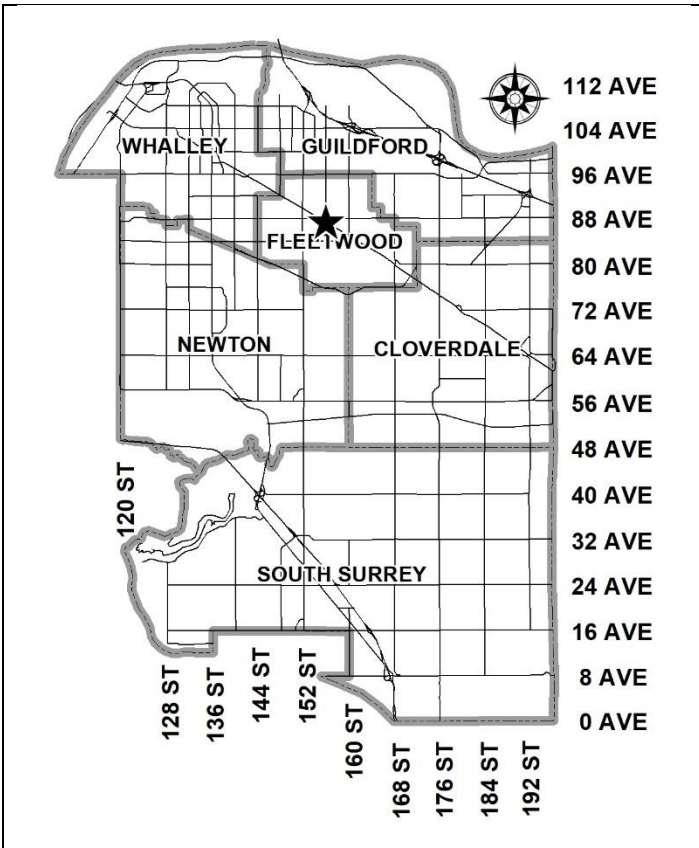 112 AVE
104 AVE
WHALLEY
GUILDFORD
96 AVE
88 AVE
FLEETWOOD
80 AVE
72 AVE
NEWTON
CLOVERDALE
64 AVE
56 AVE
48 AVE
120 ST
40 AVE
32 AVE
SOUTH SURREY
24 AVE
16 AVE
8 AVE
0 AVE
128 ST
136 ST
144 ST
152 ST
160 ST
168 ST
176 ST
184 ST
192 ST